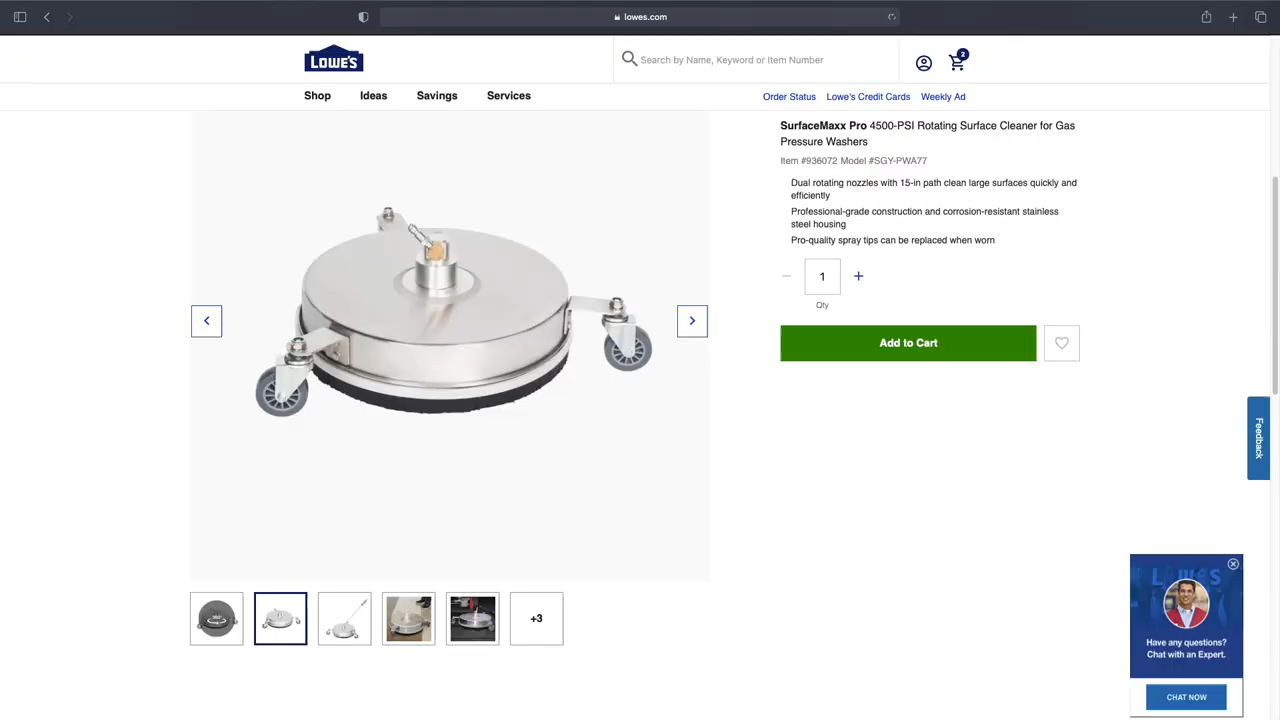 lowes.com
LOWE'S
Search by Name, Keyword or Item Number
2
Shop
Ideas
Savings
Services
Order Status
Lowe's Credit Cards
Weekly Ad
SurfaceMaxx Pro 4500-PSI Rotating Surface Cleaner for Gas
Pressure Washers
Item #936072 Model #SGY-PWA77
Dual rotating nozzles with 15-in path clean large surfaces quickly and
efficiently
Professional-grade construction and corrosion-resistant stainless
steel housing
Pro-quality spray tips can be replaced when worn
1
Qty
Add to Cart
Feedback
+3
LOWES
Have any questions?
Chat with an Expert.
CHAT NOW